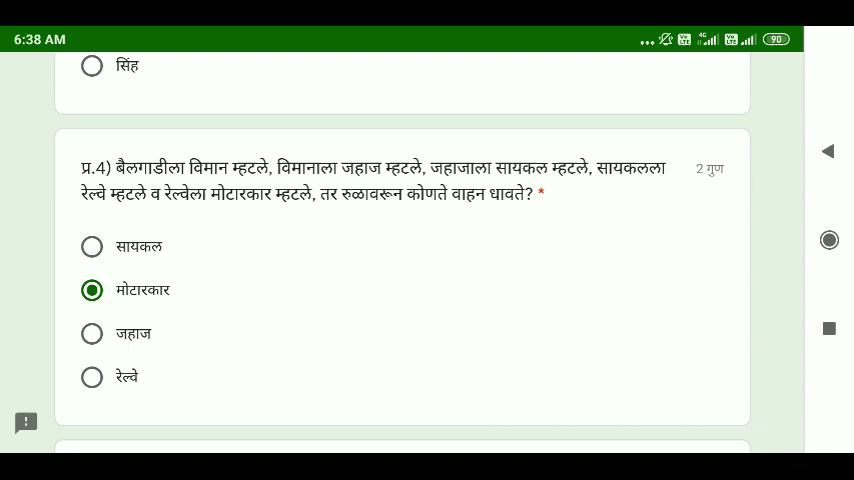 6:38 AM
90
सिंह
प्र.4) बैलगाडीला विमान म्हटले, विमानाला जहाज म्हटले, जहाजाला सायकल म्हटले, सायकलला
रेल्वे म्हटले व रेल्वेला मोटारकार म्हटले, तर रुळावरून कोणते वाहन धावते? *
2 गुण
सायकल
मोटारकार
जहाज
रेल्वे